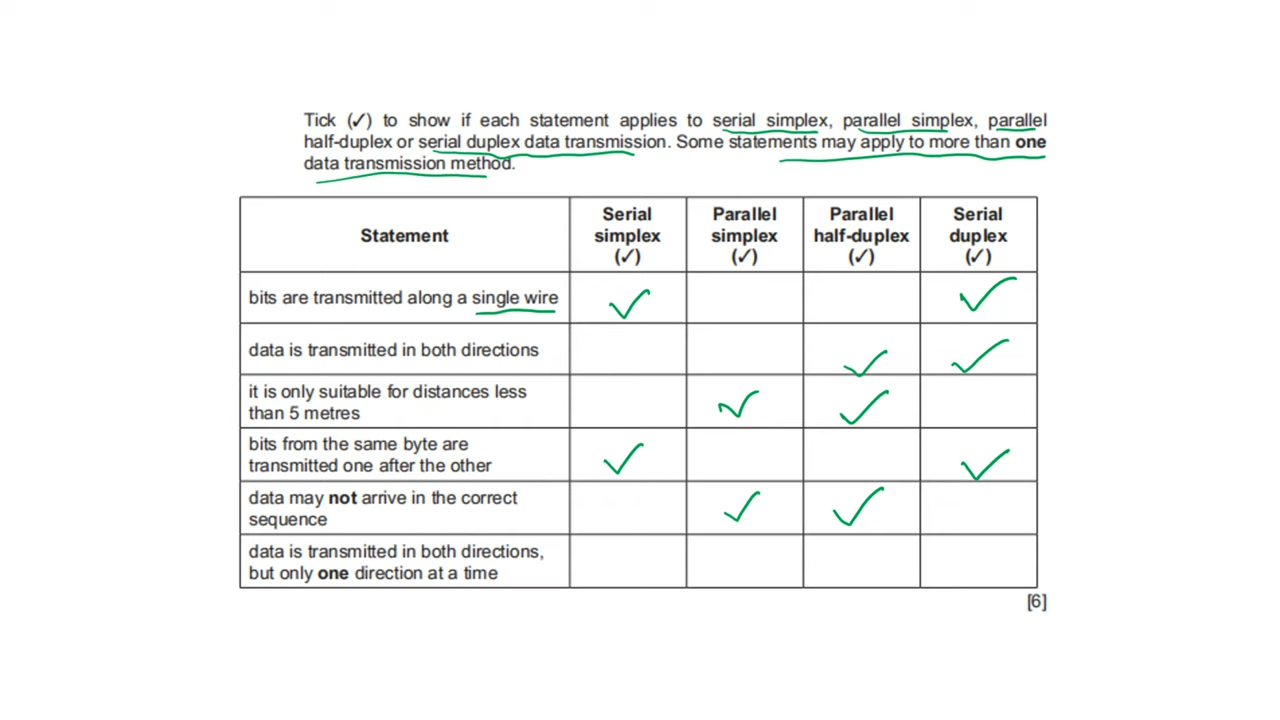 Tick (✓) to show if each statement applies to serial simplex, parallel simplex, parallel
half-duplex or serial duplex data transmission. Some statements may apply to more than one
data transmission method.
Statement
Serial
simplex
(✓)
Parallel
simplex
(✓)
Parallel
half-duplex
(✓)
Serial
duplex
(✓)
bits are transmitted along a single wire ✓ ✓
data is transmitted in both directions ✓ ✓
it is only suitable for distances less
than 5 metres ✓ ✓
bits from the same byte are
transmitted one after the other ✓ ✓
data may not arrive in the correct
sequence ✓ ✓
data is transmitted in both directions,
but only one direction at a time
[6]